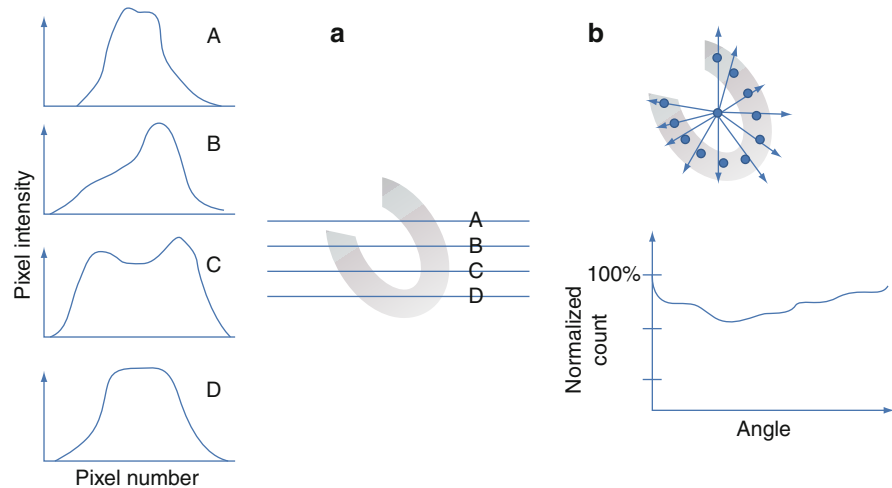 A
B
C
D
Pixel intensity
Pixel number
a
A
B
C
D
b
100%
Normalized
count
Angle